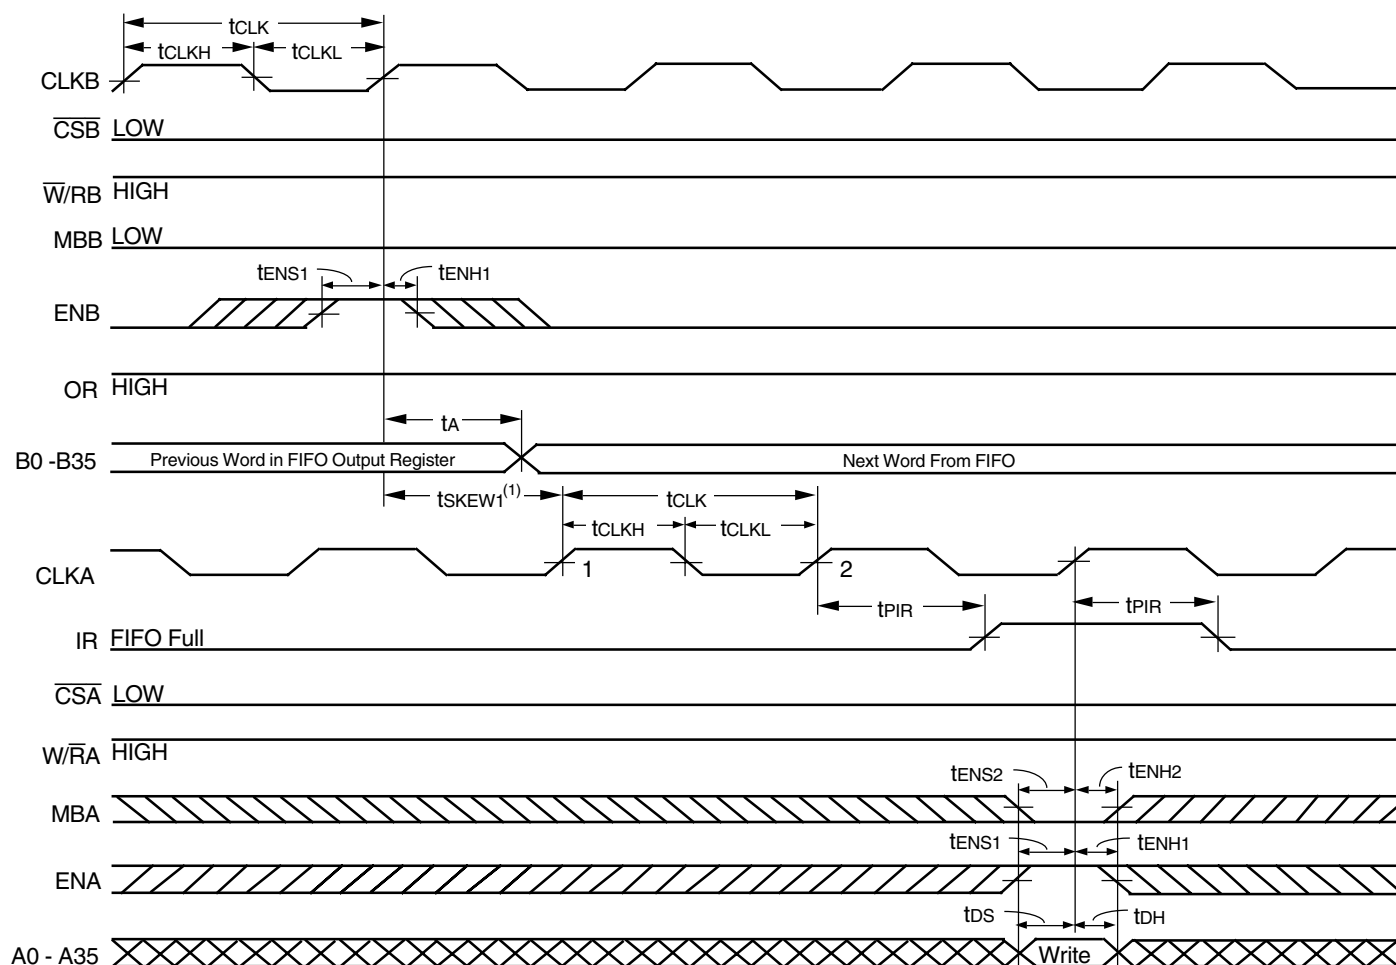 tCLK
tCLKH tCLKL
CLKB
CSB LOW
W/RB HIGH
MBB LOW
tENS1 tENH1
ENB
OR HIGH
tA
B0 -B35 Previous Word in FIFO Output Register Next Word From FIFO
tSKEW1(1) tCLK
tCLKH tCLKL
CLKA 1 2
tPIR tPIR
IR FIFO Full
CSA LOW
W/RA HIGH
tENS2 tENH2
MBA
tENS1 tENH1
ENA
tDS tDH
A0 - A35 Write